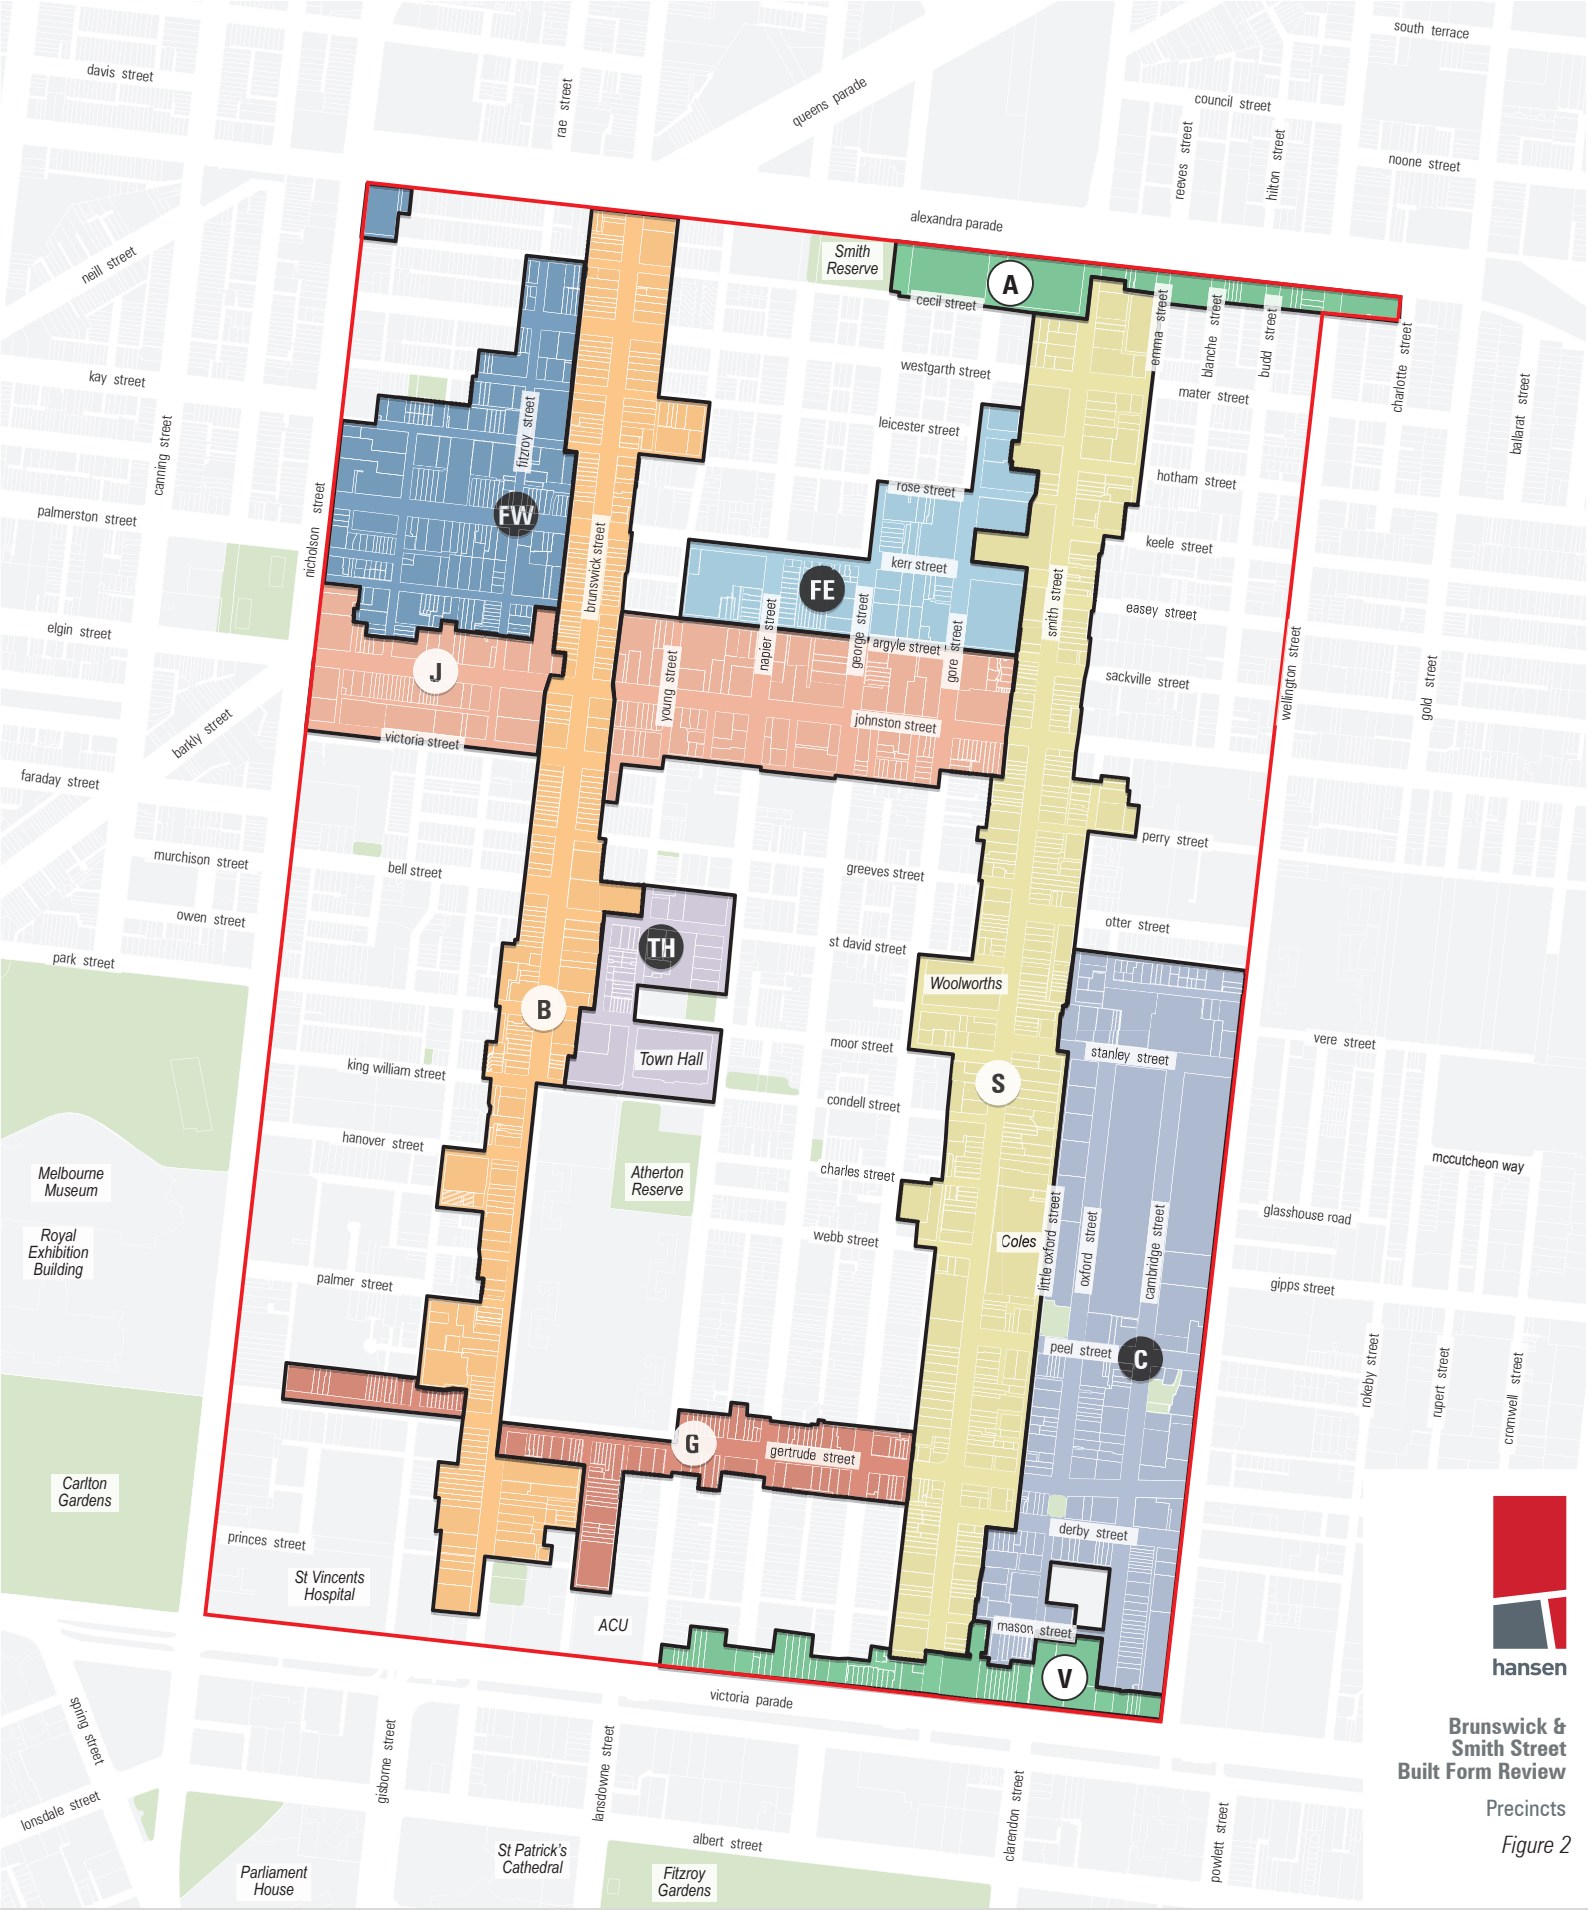 south terrace
davis street
rae street
queens parade
council street
reeves street
hilton street
noone street
alexandra parade
Smith
Reserve
neill street
A
cecil street
emma street
blanche street
budd street
charlotte street
westgarth street
kay street
mater street
ballarat street
canning street
fitzroy street
leicester street
hotham street
nicholson street
rose street
palmerston street
FW
brunswick street
keele street
kerr street
FE
smith street
easey street
elgin street
napier street
george street
gore street
argyle street
J
young street
wellington street
sackville street
gold street
barkly street
johnston street
victoria street
faraday street
perry street
murchison street
bell street
greeves street
owen street
otter street
st david street
TH
park street
Woolworths
B
Town Hall
moor street
stanley street
vere street
king william street
S
condell street
hanover street
charles street
mccutcheon way
Melbourne
Museum
Atherton
Reserve
little oxford street
oxford street
cambridge street
glasshouse road
Royal
Exhibition
Building
webb street
Coles
palmer street
gipps street
peel street
C
rokeby street
rupert street
cromwell street
G
gertrude street
Carlton
Gardens
princes street
derby street
St Vincents
Hospital
ACU
mason street
V
hansen
victoria parade
spring street
gisborne street
lansdowne street
clarendon street
powlett street
Brunswick &
Smith Street
Built Form Review
Precincts
Figure 2
lonsdale street
albert street
St Patrick's
Cathedral
Parliament
House
Fitzroy
Gardens